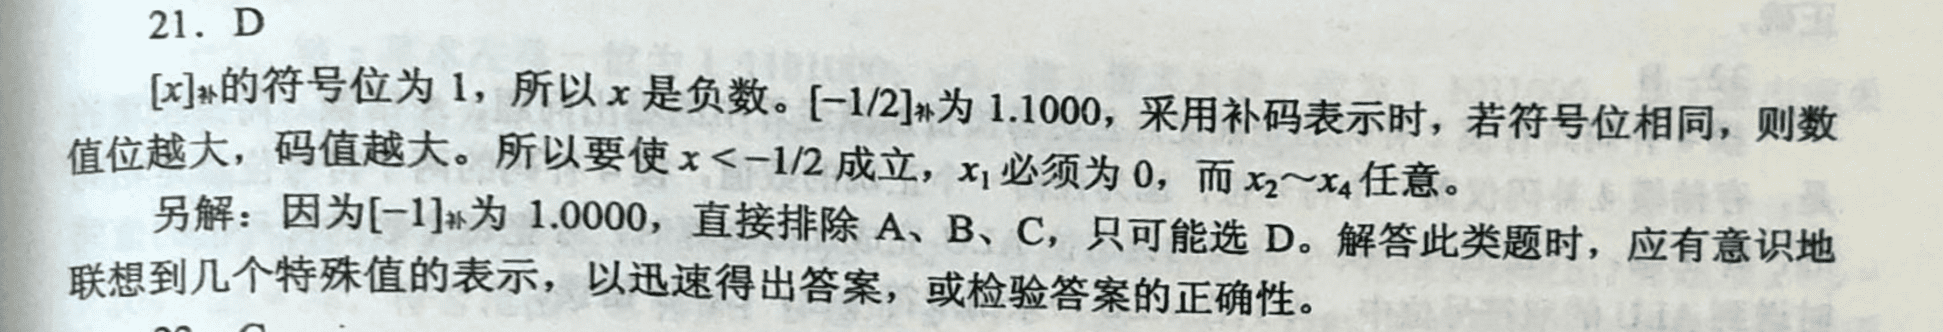 21. D
[x]补的符号位为 1，所以 x 是负数。[−1/2]补为 1.1000，采用补码表示时，若符号位相同，则数
值位越大，码值越大。所以要使 x＜−1/2 成立，x₁ 必须为 0，而 x₂～x₄ 任意。
另解：因为[−1]补为 1.0000，直接排除 A、B、C，只可能选 D。解答此类题时，应有意识地
联想到几个特殊值的表示，以迅速得出答案，或检验答案的正确性。